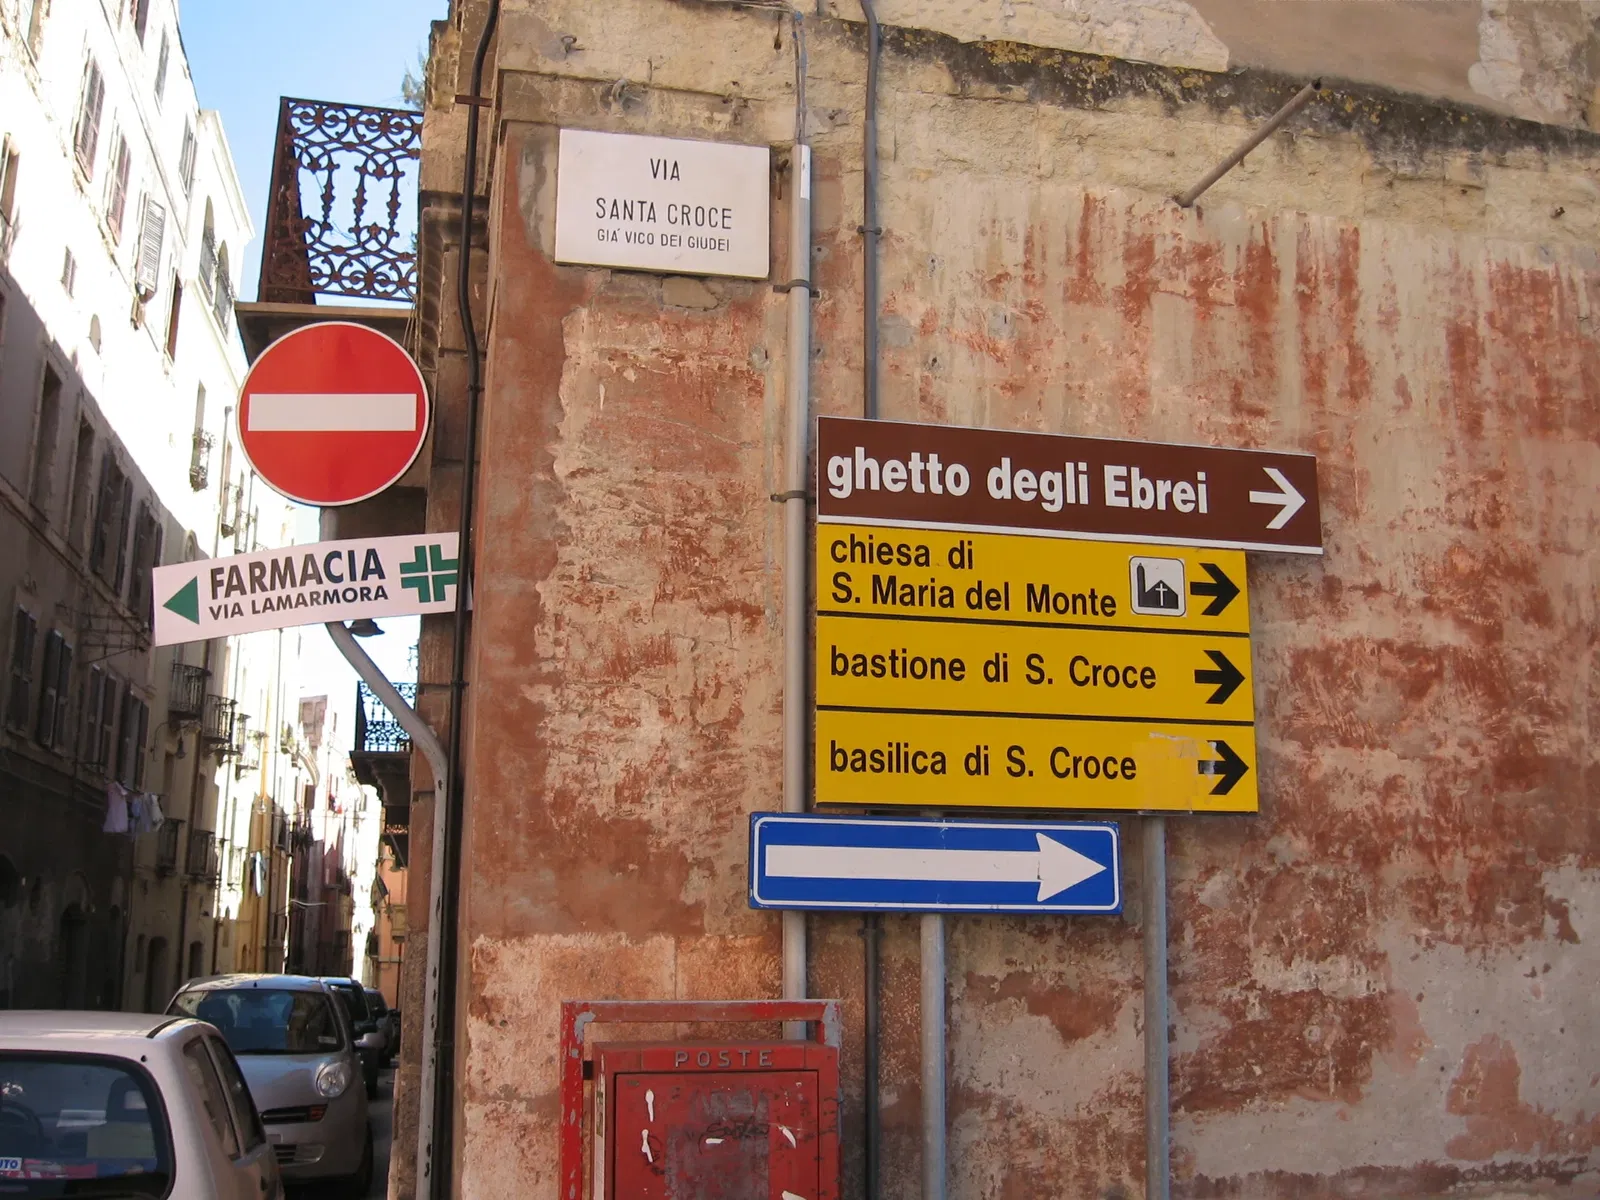 VIA
SANTA CROCE
GIA' VICO DEI GIUDEI
FARMACIA
VIA LAMARMORA
ghetto degli Ebrei
chiesa di
S. Maria del Monte
bastione di S. Croce
basilica di S. Croce
POSTE